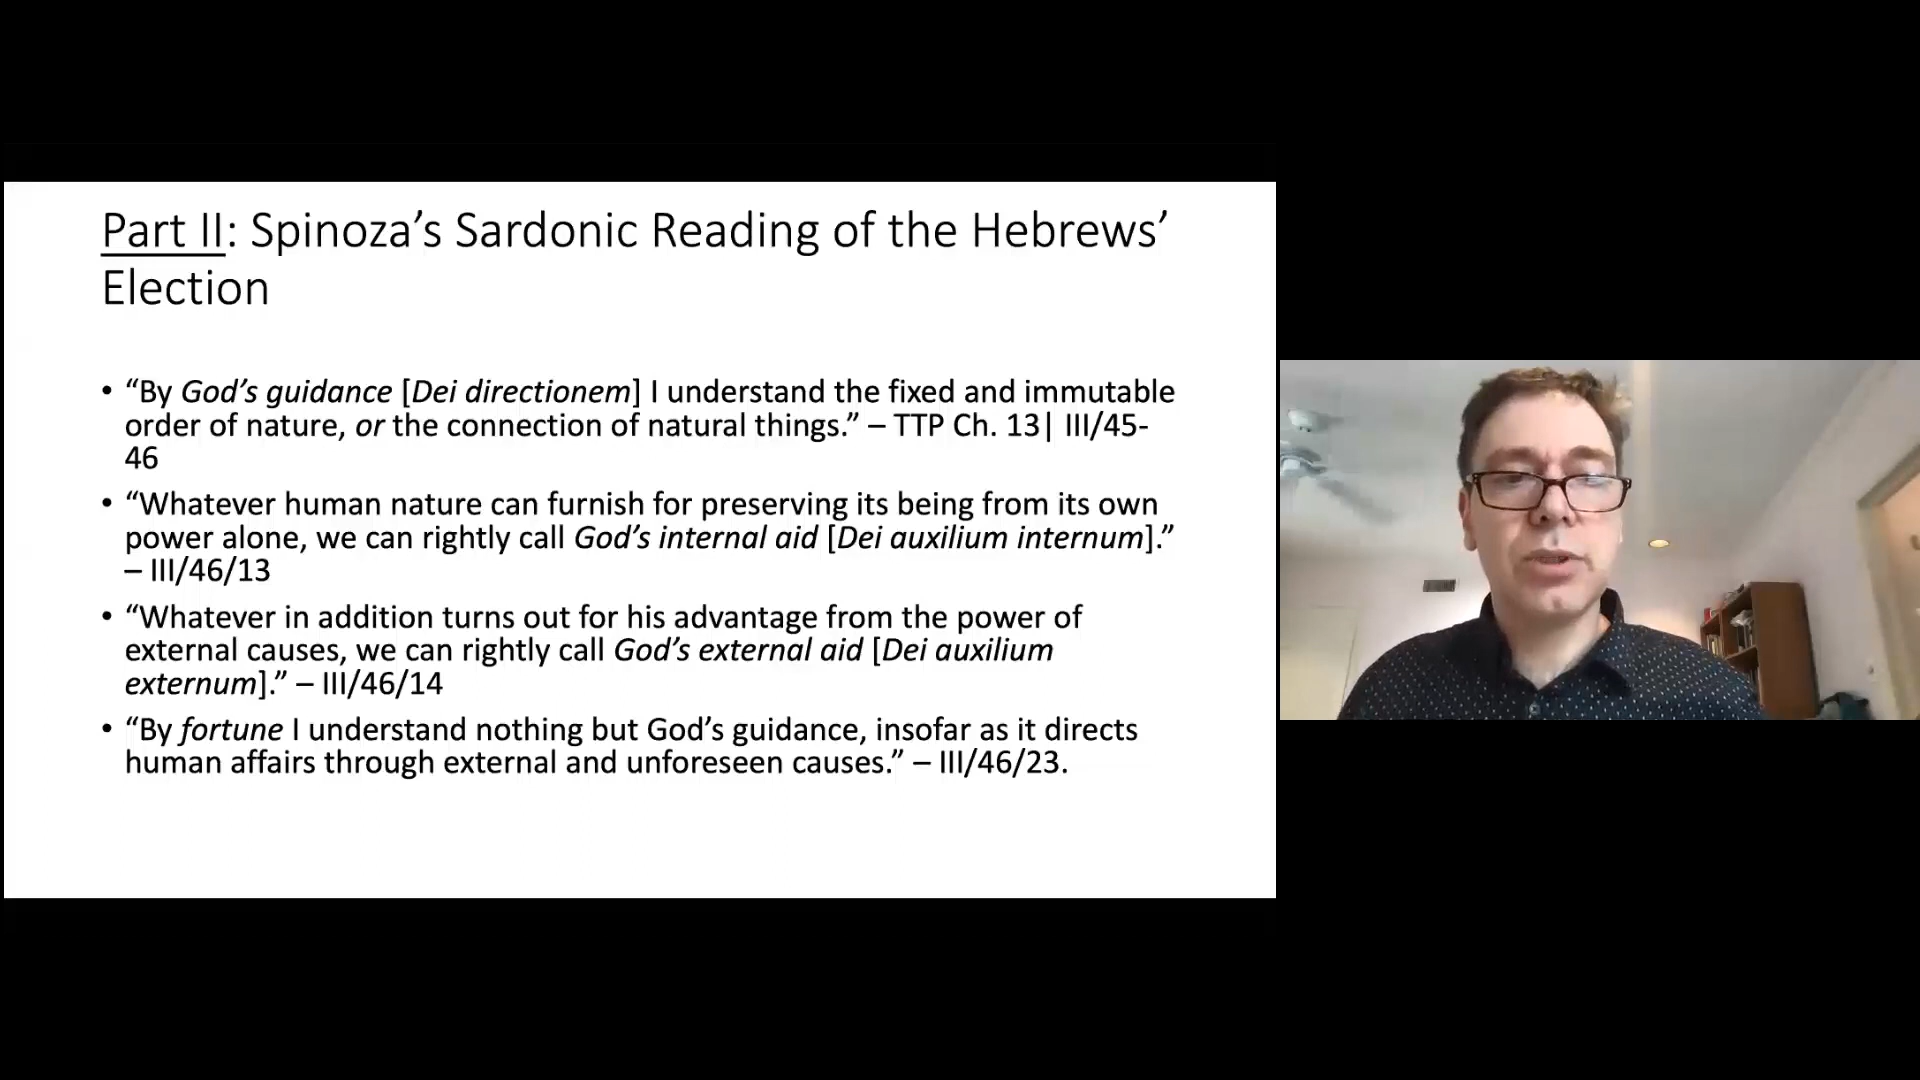 Part II: Spinoza’s Sardonic Reading of the Hebrews’
Election
• “By God’s guidance [Dei directionem] I understand the fixed and immutable
order of nature, or the connection of natural things.” – TTP Ch. 13| III/45-
46
• “Whatever human nature can furnish for preserving its being from its own
power alone, we can rightly call God’s internal aid [Dei auxilium internum].”
– III/46/13
• “Whatever in addition turns out for his advantage from the power of
external causes, we can rightly call God’s external aid [Dei auxilium
externum].” – III/46/14
• “By fortune I understand nothing but God’s guidance, insofar as it directs
human affairs through external and unforeseen causes.” – III/46/23.